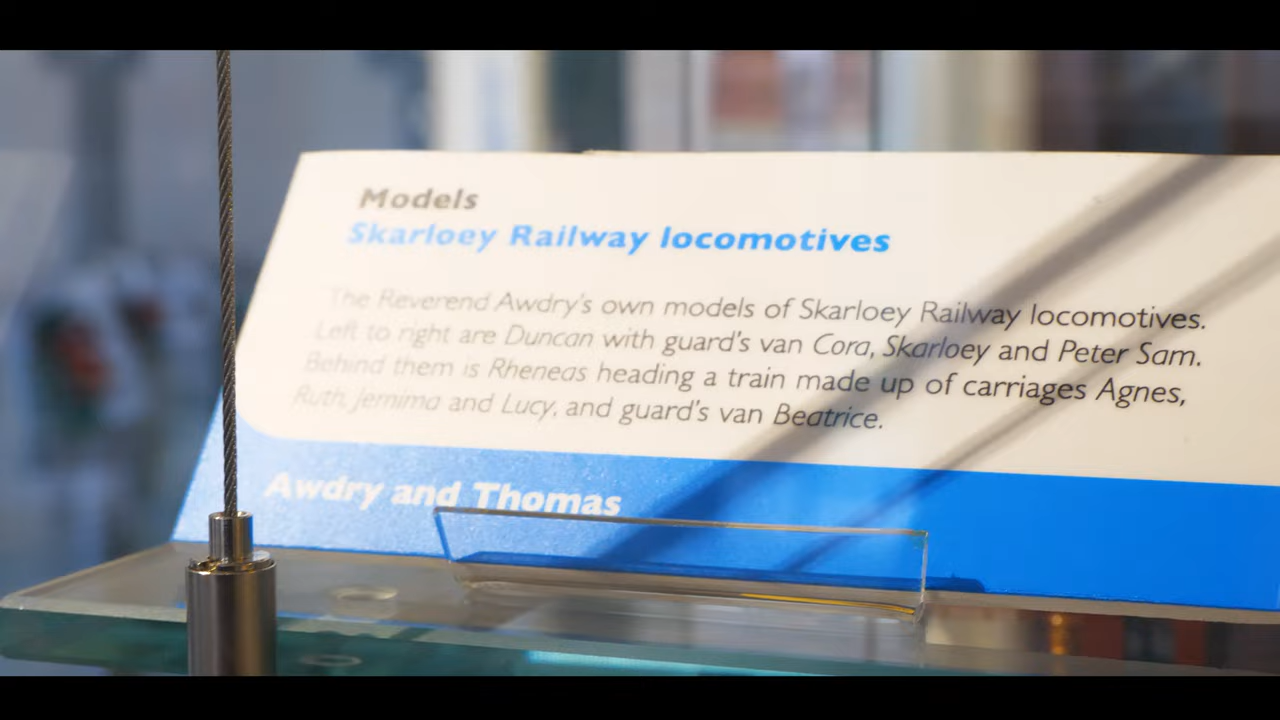 Models
Skarloey Railway locomotives
The Reverend Awdry's own models of Skarloey Railway locomotives.
Left to right are Duncan with guard's van Cora, Skarloey and Peter Sam.
Behind them is Rheneas heading a train made up of carriages Agnes,
Ruth, Jemima and Lucy, and guard's van Beatrice.
Awdry and Thomas